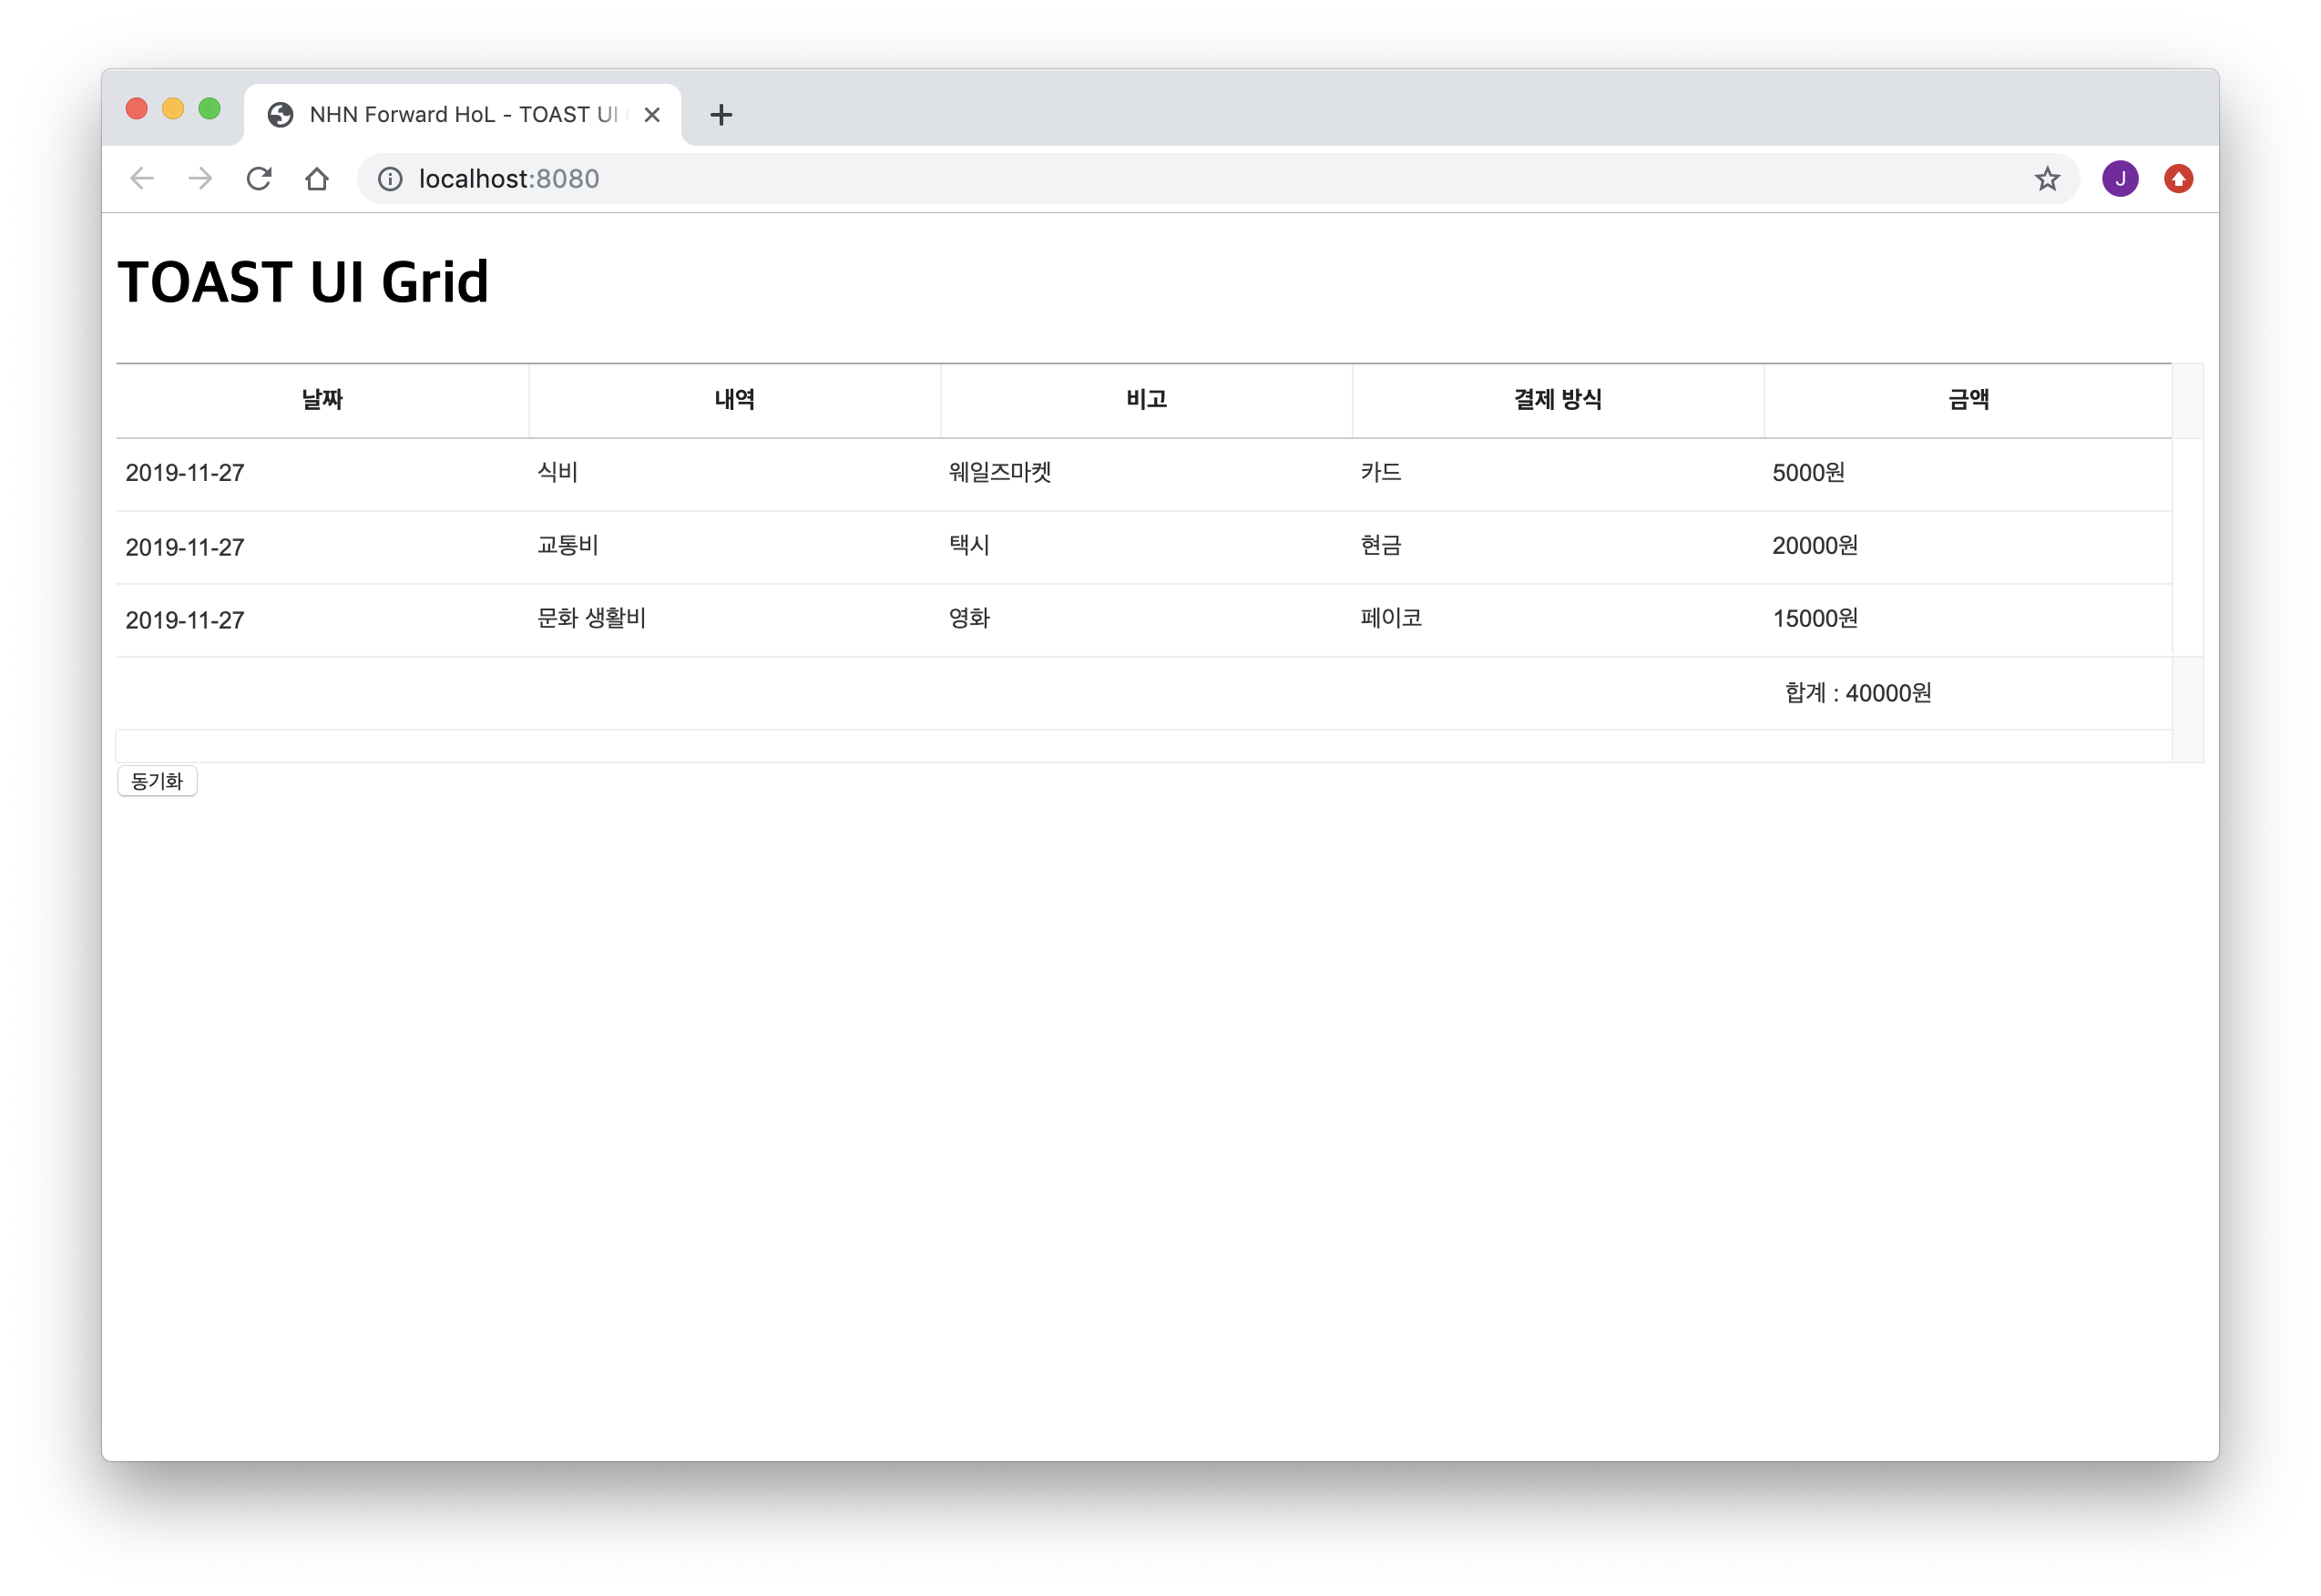 NHN Forward HoL - TOAST UI
localhost:8080
J
TOAST UI Grid
날짜 내역 비고 결제 방식 금액
2019-11-27 식비 웨일즈마켓 카드 5000원
2019-11-27 교통비 택시 현금 20000원
2019-11-27 문화 생활비 영화 페이코 15000원
합계 : 40000원
동기화